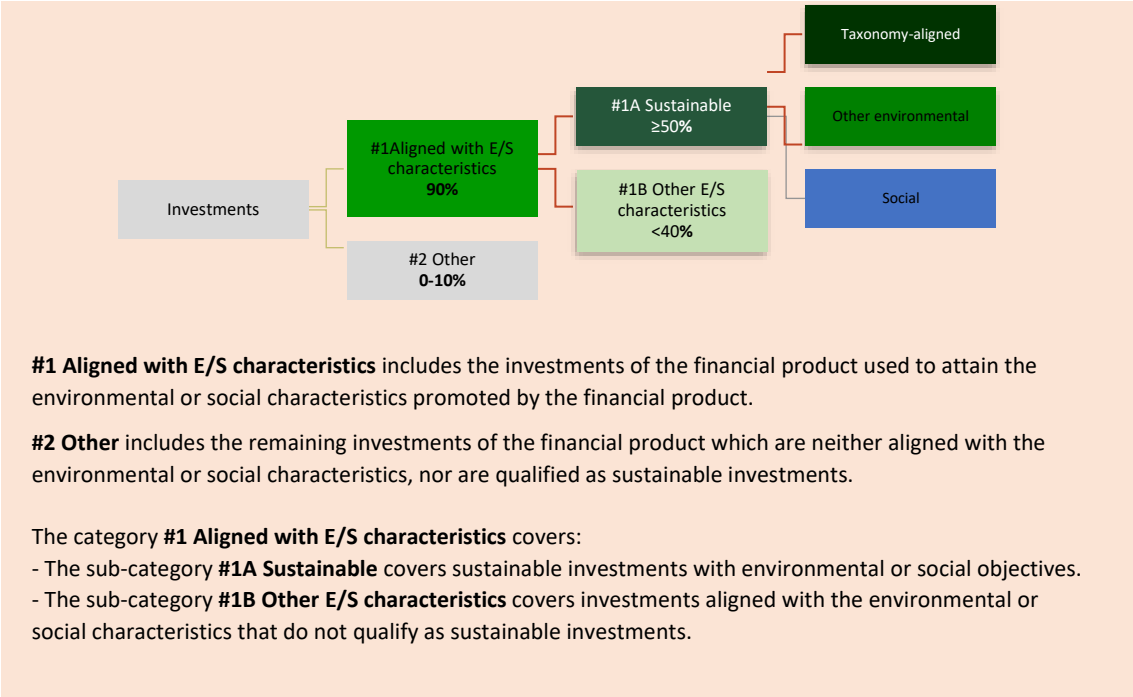 Taxonomy-aligned
#1A Sustainable
≥50%
Other environmental
#1Aligned with E/S
characteristics
90%
#1B Other E/S
characteristics
<40%
Social
Investments
#2 Other
0-10%
#1 Aligned with E/S characteristics includes the investments of the financial product used to attain the
environmental or social characteristics promoted by the financial product.
#2 Other includes the remaining investments of the financial product which are neither aligned with the
environmental or social characteristics, nor are qualified as sustainable investments.
The category #1 Aligned with E/S characteristics covers:
- The sub-category #1A Sustainable covers sustainable investments with environmental or social objectives.
- The sub-category #1B Other E/S characteristics covers investments aligned with the environmental or
social characteristics that do not qualify as sustainable investments.